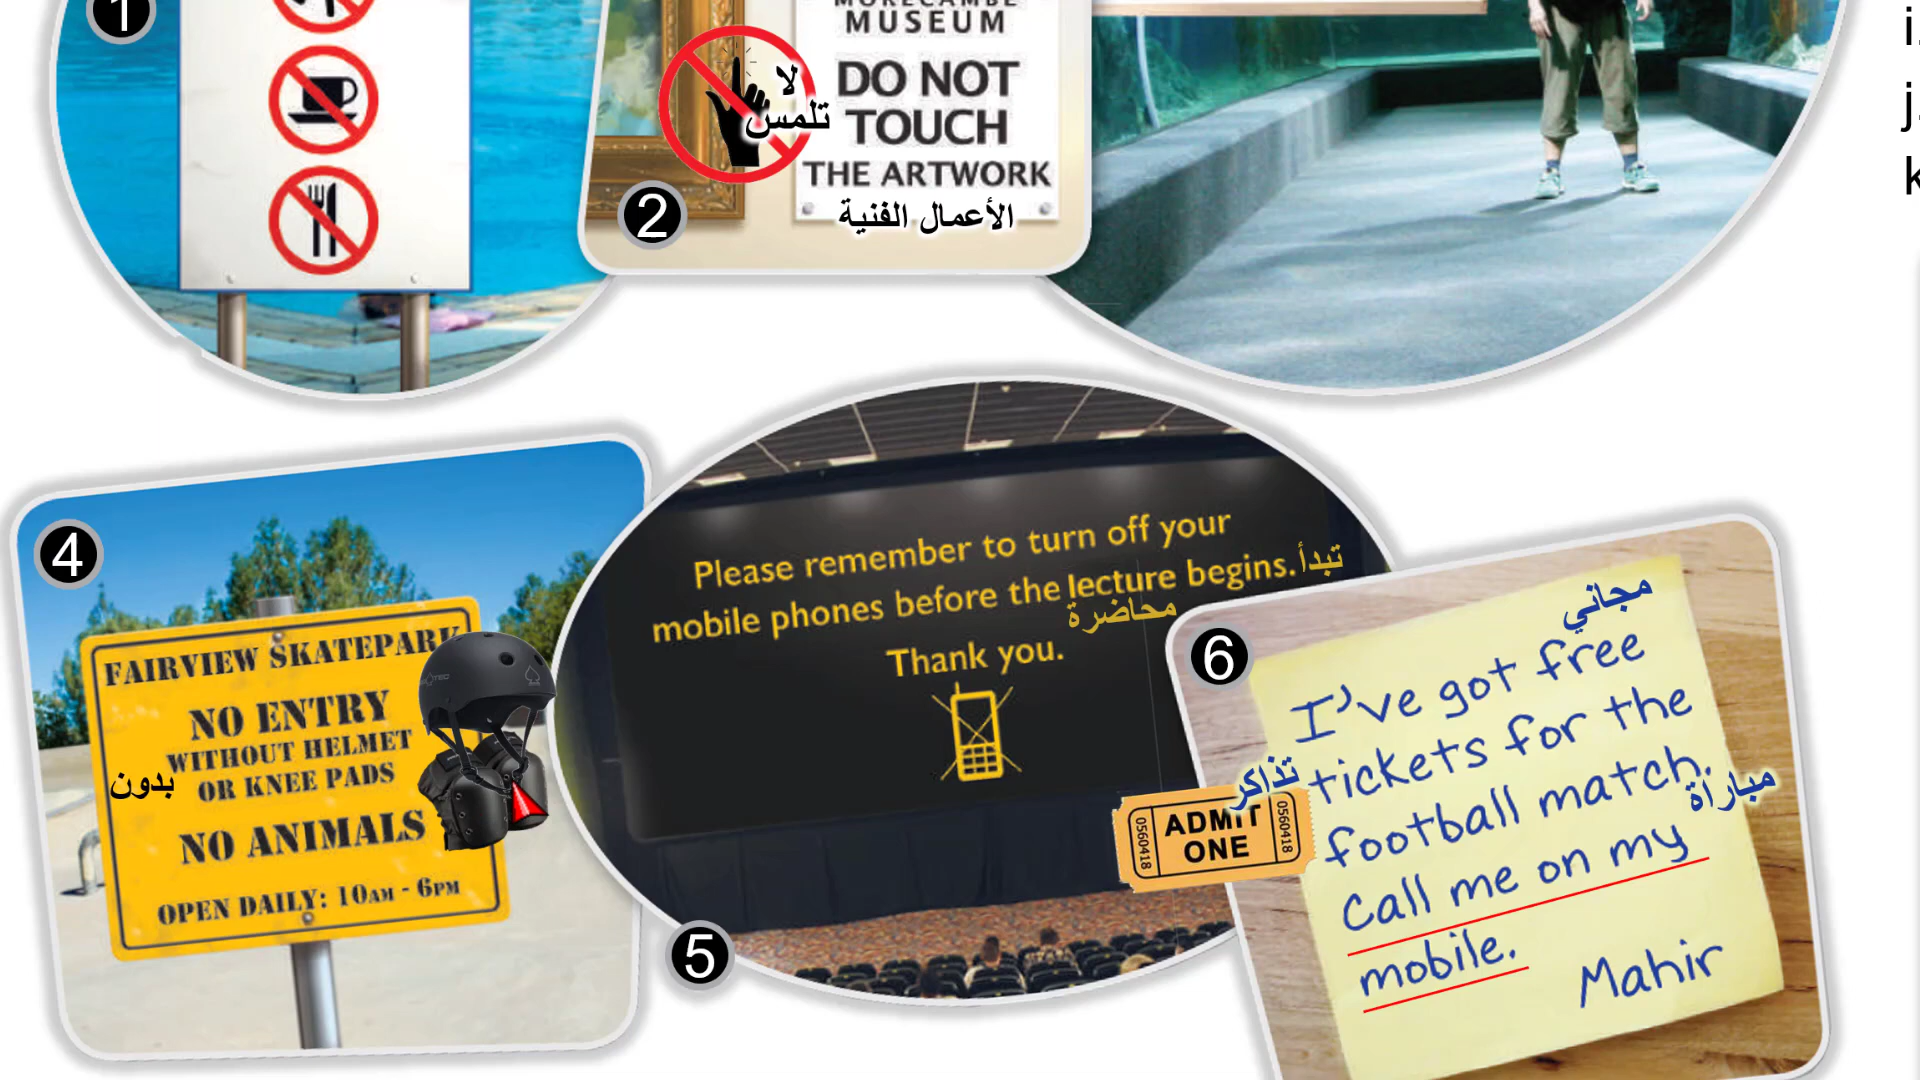 1
MORECAMBE
MUSEUM
DO NOT
TOUCH
THE ARTWORK
لا
تلمس
الأعمال الفنية
2
i.
j.
k
4
FAIRVIEW SKATEPARK
NO ENTRY
WITHOUT HELMET
OR KNEE PADS
بدون
NO ANIMALS
OPEN DAILY: 10AM - 6PM
5
Please remember to turn off your
mobile phones before the lecture begins.
تبدأ
محاضرة
Thank you.
6
مجاني
I've got free
tickets for the
football match.
Call me on my
mobile.
Mahir
تذاكر
مباراة
ADMIT
ONE
0560418
0560418